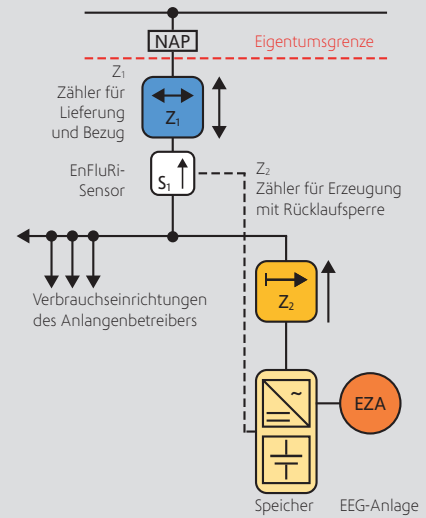 NAP
Eigentumsgrenze
Z₁
Zähler für
Lieferung
und Bezug
Z₁
EnFluRi-
Sensor
S₁
Z₂
Zähler für Erzeugung
mit Rücklaufsperre
Verbrauchseinrichtungen
des Anlangenbetreibers
Z₂
EZA
Speicher
EEG-Anlage